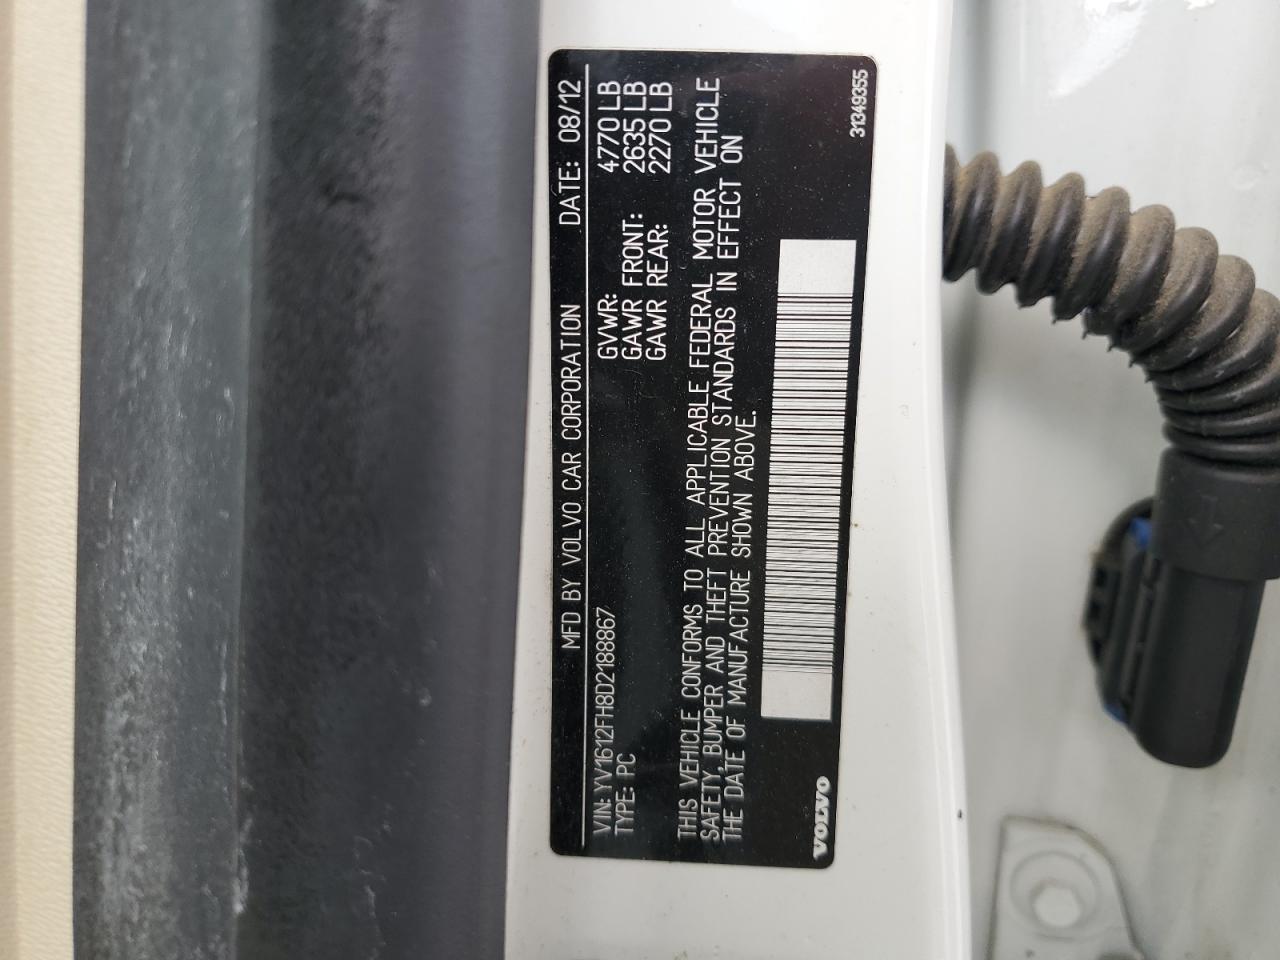 MFD BY VOLVO CAR CORPORATION DATE: 08/12
VIN: YV1612FH8D2188867 GVWR: 4770 LB
TYPE: PC GAWR FRONT: 2635 LB
GAWR REAR: 2270 LB
THIS VEHICLE CONFORMS TO ALL APPLICABLE FEDERAL MOTOR VEHICLE
SAFETY, BUMPER AND THEFT PREVENTION STANDARDS IN EFFECT ON
THE DATE OF MANUFACTURE SHOWN ABOVE.
VOLVO
31349355